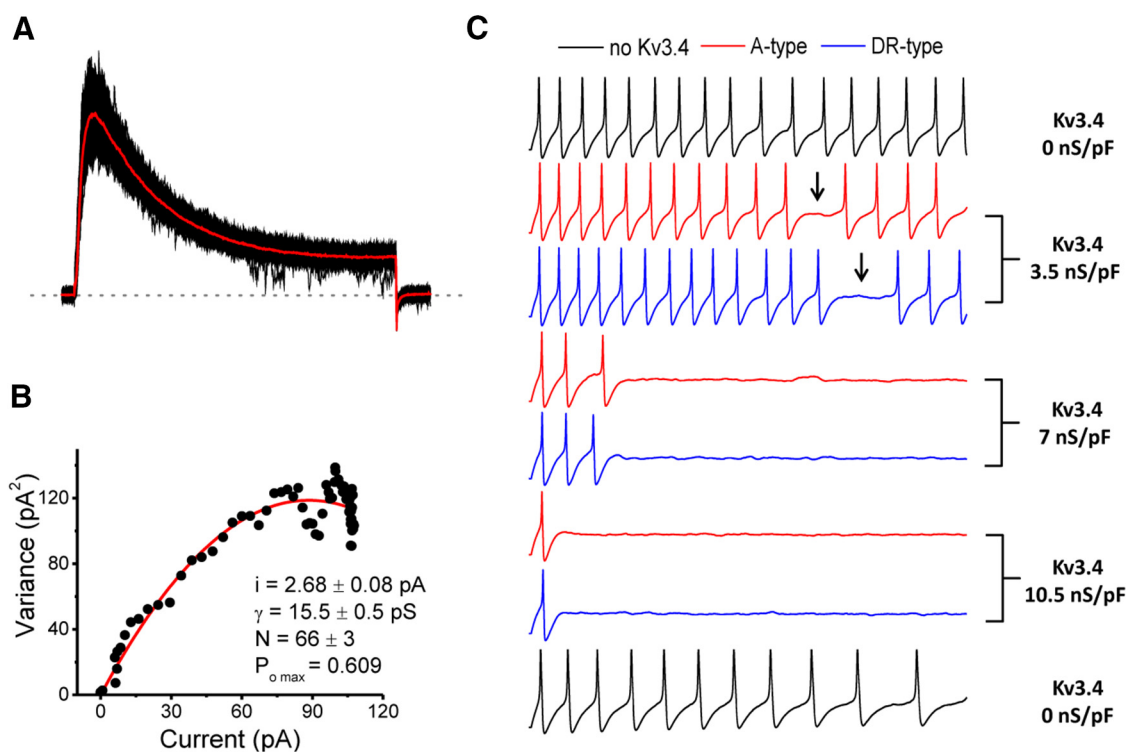 A
C
no Kv3.4 A-type DR-type
Kv3.4
0 nS/pF
Kv3.4
3.5 nS/pF
Kv3.4
7 nS/pF
Kv3.4
10.5 nS/pF
Kv3.4
0 nS/pF
B
Variance (pA²)
120
80
40
0
i = 2.68 ± 0.08 pA
γ = 15.5 ± 0.5 pS
N = 66 ± 3
Pₒ ₘₐₓ = 0.609
0 30 60 90 120
Current (pA)